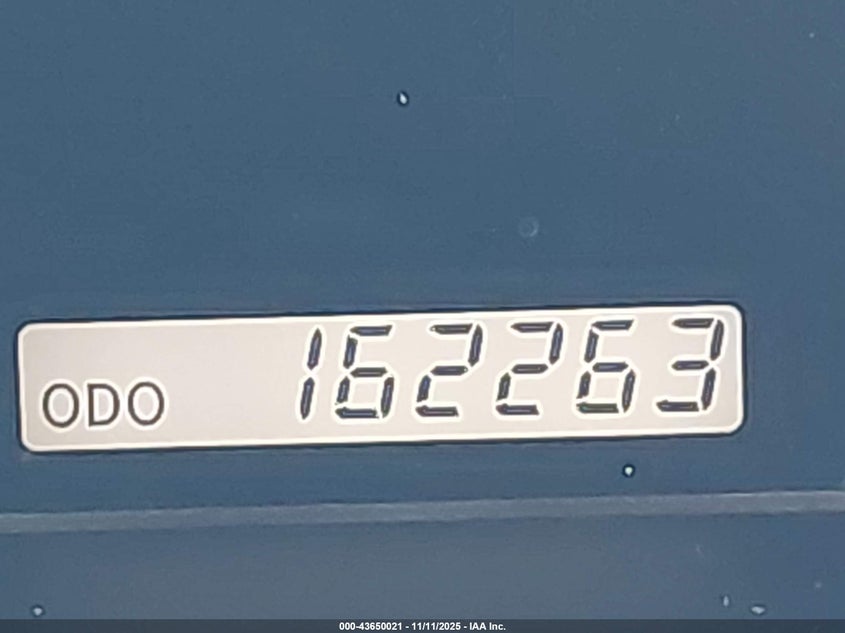 ODO 162263
000-43650021 - 11/11/2025 - IAA Inc.